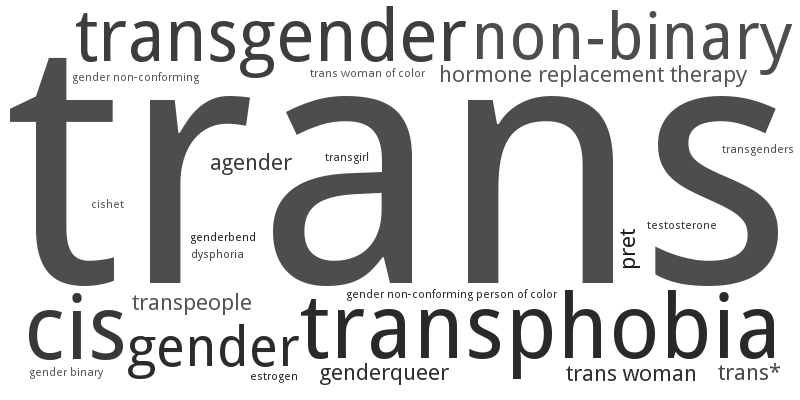 transgender non-binary
gender non-conforming trans woman of color hormone replacement therapy
trans
transgenders
agender transgirl
cishet
testosterone
genderbend
pret
dysphoria
gender non-conforming person of color
transpeople
cis gender transphobia
gender binary estrogen genderqueer trans woman trans*